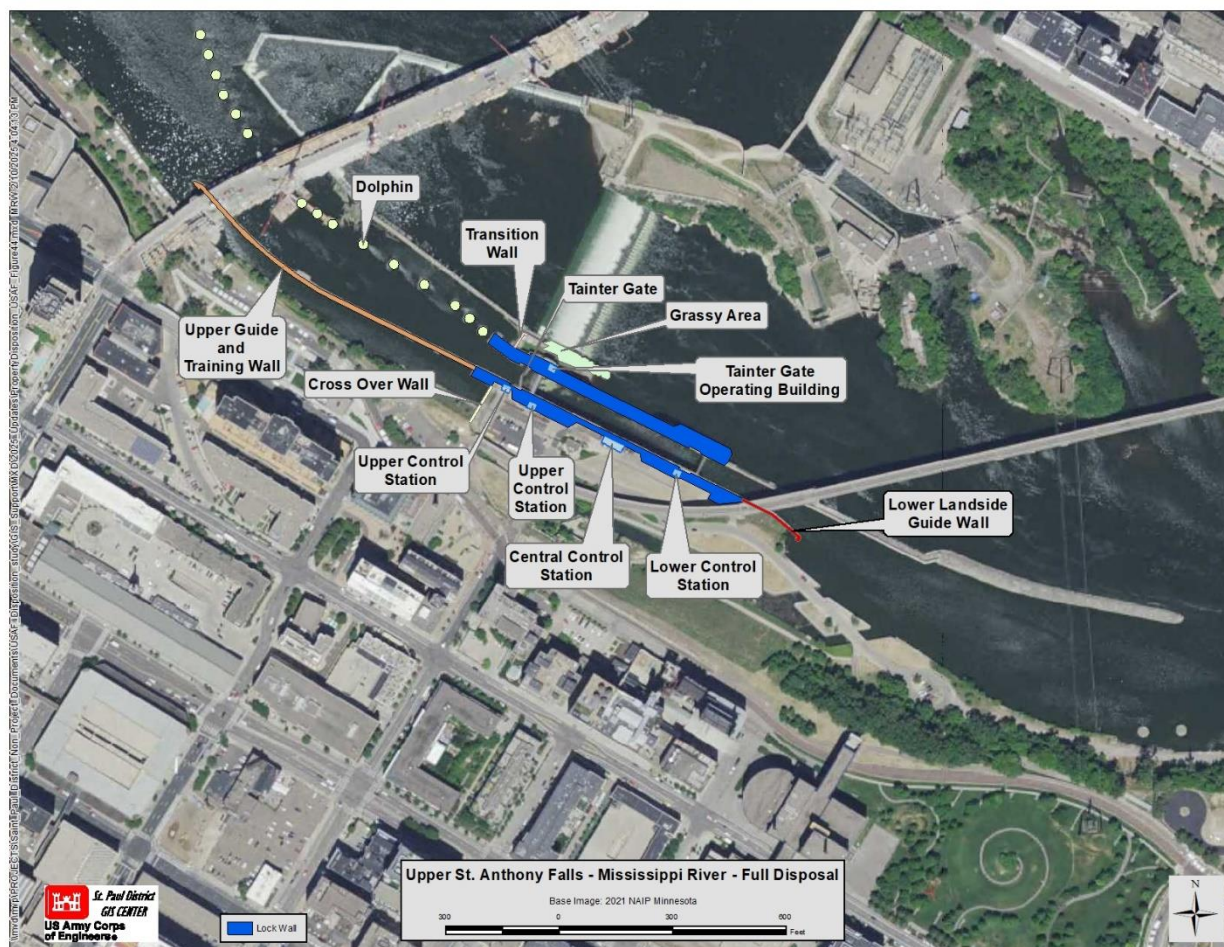 Dolphin
Transition
Wall
Tainter Gate
Grassy Area
Upper Guide
and
Training Wall
Cross Over Wall
Tainter Gate
Operating Building
Upper Control
Station
Upper
Control
Station
Central Control
Station
Lower Control
Station
Lower Landside
Guide Wall
St. Paul District
GIS CENTER
US Army Corps
of Engineers®
Lock Wall
Upper St. Anthony Falls - Mississippi River - Full Disposal
Base Image: 2021 NAIP Minnesota
300 0 300 600
Feet
N